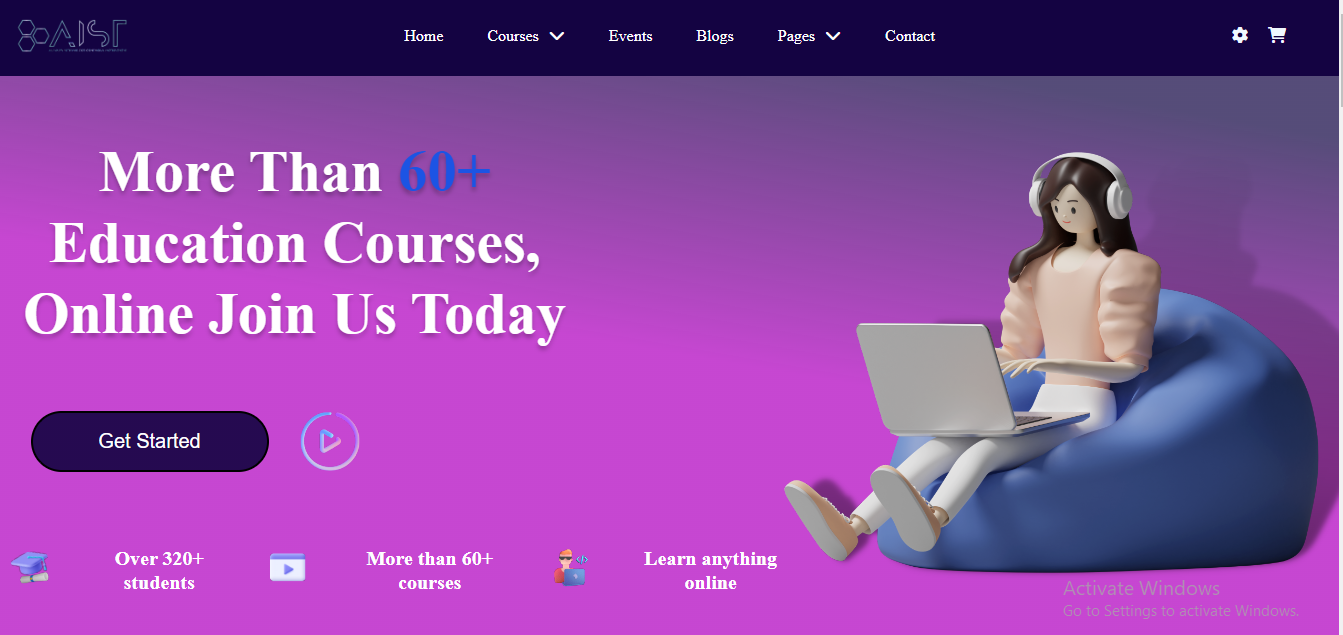 AIST
Home Courses Events Blogs Pages Contact
More Than 60+
Education Courses,
Online Join Us Today
Get Started
Over 320+
students
More than 60+
courses
Learn anything
online
Activate Windows
Go to Settings to activate Windows.